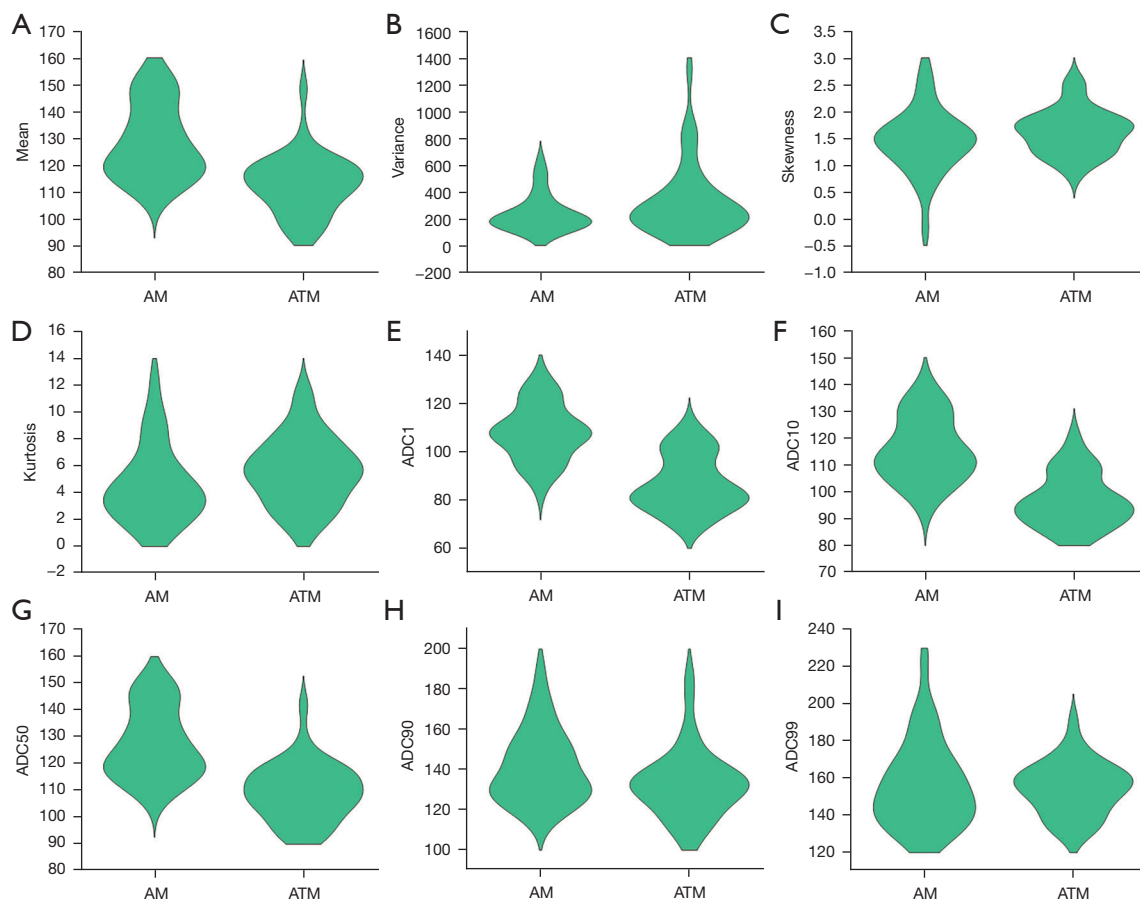 A
Mean
170
160
150
140
130
120
110
100
90
80
AM
ATM
B
Variance
1600
1400
1200
1000
800
600
400
200
0
−200
AM
ATM
C
Skewness
3.5
3.0
2.5
2.0
1.5
1.0
0.5
0.0
−0.5
−1.0
AM
ATM
D
Kurtosis
16
14
12
10
8
6
4
2
0
−2
AM
ATM
E
ADC1
140
120
100
80
60
AM
ATM
F
ADC10
160
150
140
130
120
110
100
90
80
70
AM
ATM
G
ADC50
170
160
150
140
130
120
110
100
90
80
AM
ATM
H
ADC90
200
180
160
140
120
100
AM
ATM
I
ADC99
240
220
200
180
160
140
120
AM
ATM